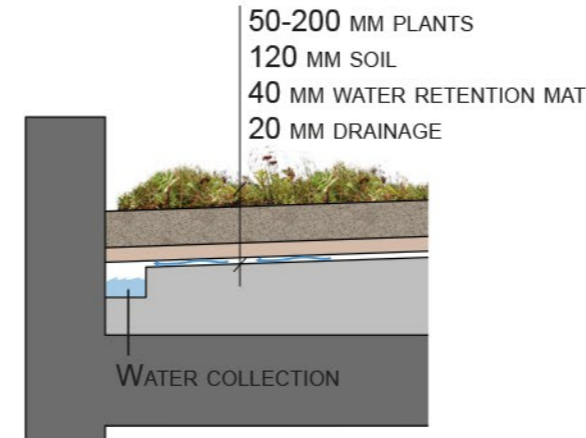 50-200 MM PLANTS
120 MM SOIL
40 MM WATER RETENTION MAT
20 MM DRAINAGE
WATER COLLECTION